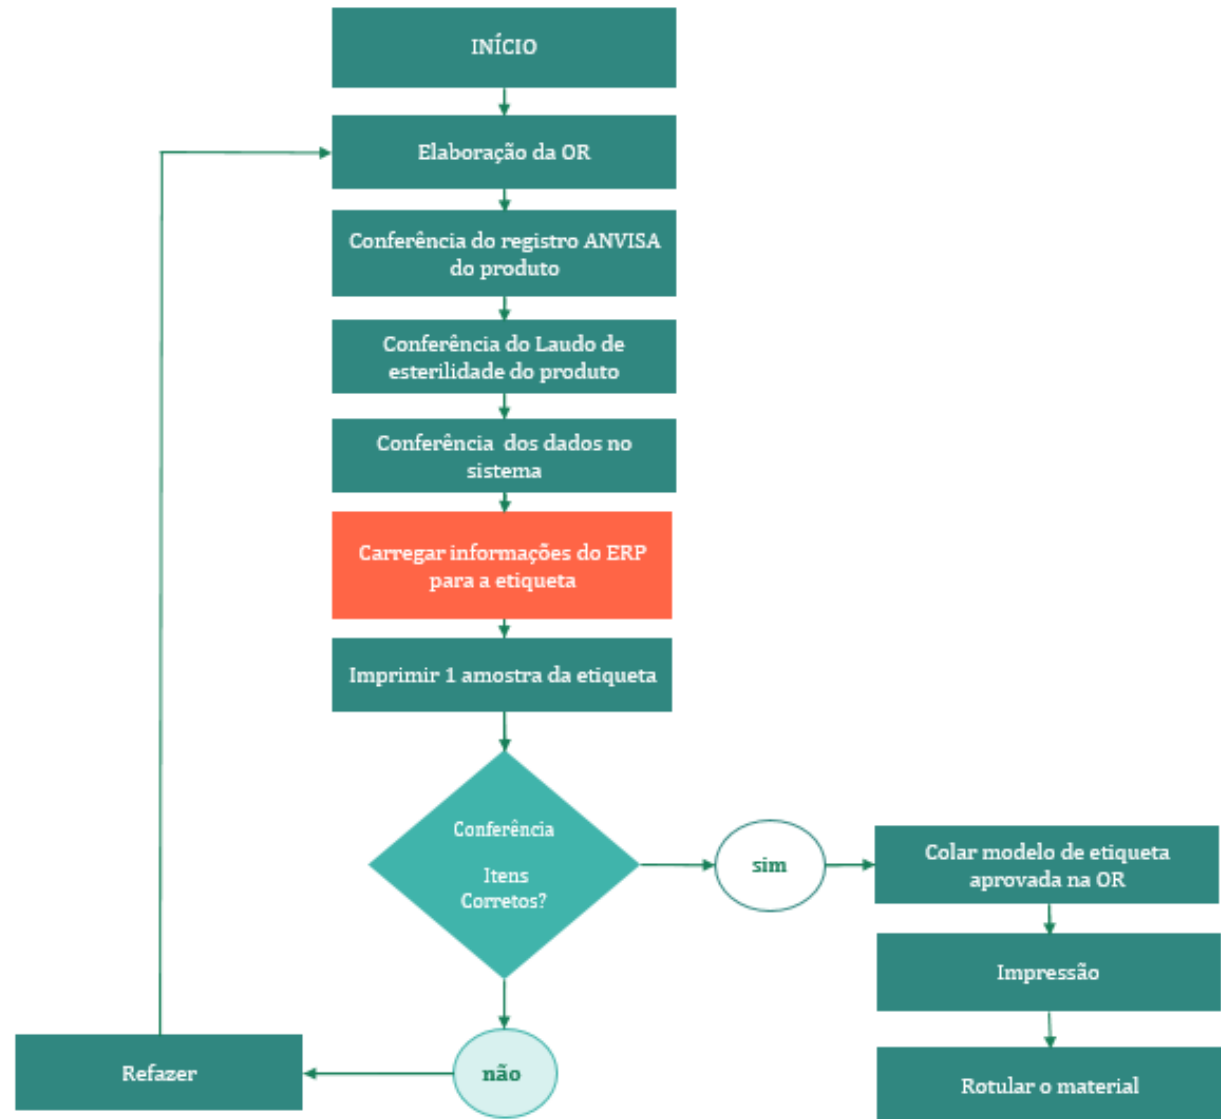 INÍCIO
Elaboração da OR
Conferência do registro ANVISA
do produto
Conferência do Laudo de
esterilidade do produto
Conferência dos dados no
sistema
Carregar informações do ERP
para a etiqueta
Imprimir 1 amostra da etiqueta
Conferência
Itens
Corretos?
sim
Colar modelo de etiqueta
aprovada na OR
Impressão
Rotular o material
não
Refazer